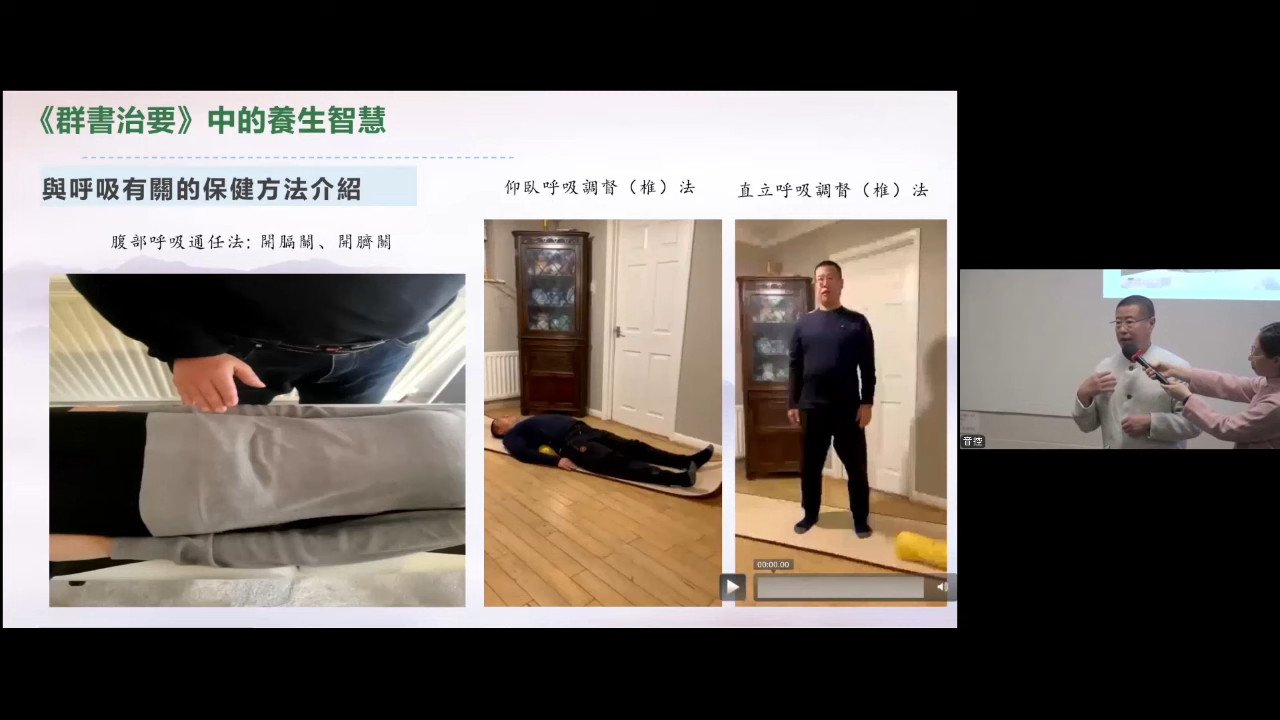 《群書治要》中的養生智慧
與呼吸有關的保健方法介紹
腹部呼吸通任法: 開膈關、開臍關
仰臥呼吸調督（椎）法
直立呼吸調督（椎）法
00:00.00
音控